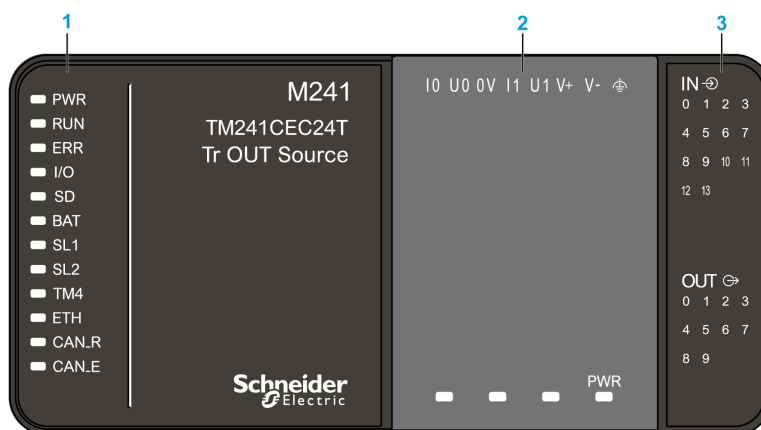 1 2 3
PWR
RUN
ERR
I/O
SD
BAT
SL1
SL2
TM4
ETH
CAN_R
CAN_E
M241
TM241CEC24T
Tr OUT Source
Schneider
Electric
I0 U0 0V I1 U1 V+ V-
PWR
IN
0 1 2 3
4 5 6 7
8 9 10 11
12 13
OUT
0 1 2 3
4 5 6 7
8 9